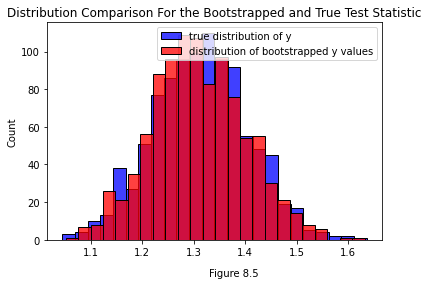 Distribution Comparison For the Bootstrapped and True Test Statistic
true distribution of y
distribution of bootstrapped y values
100
80
60
40
20
0
Count
1.1 1.2 1.3 1.4 1.5 1.6
Figure 8.5